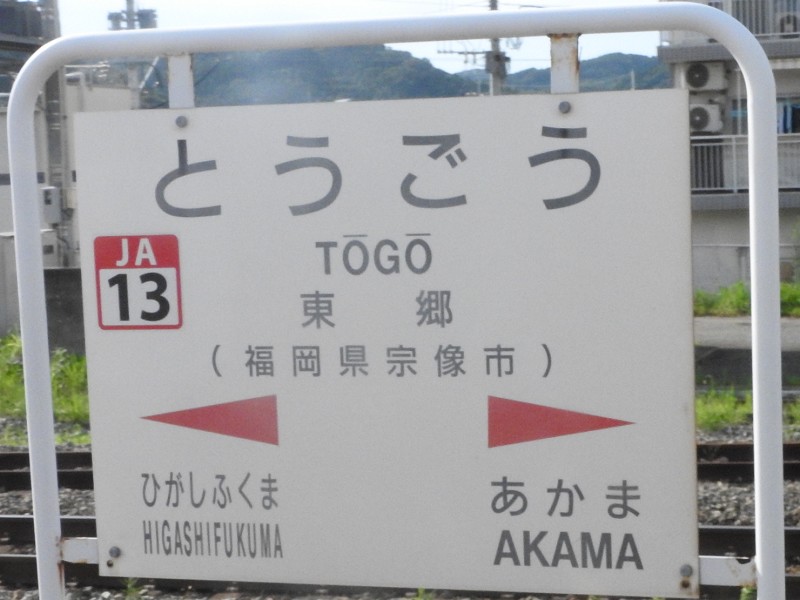 とうごう
JA
13
TŌGŌ
東郷
(福岡県宗像市)
ひがしふくま
あかま
HIGASHIFUKUMA
AKAMA